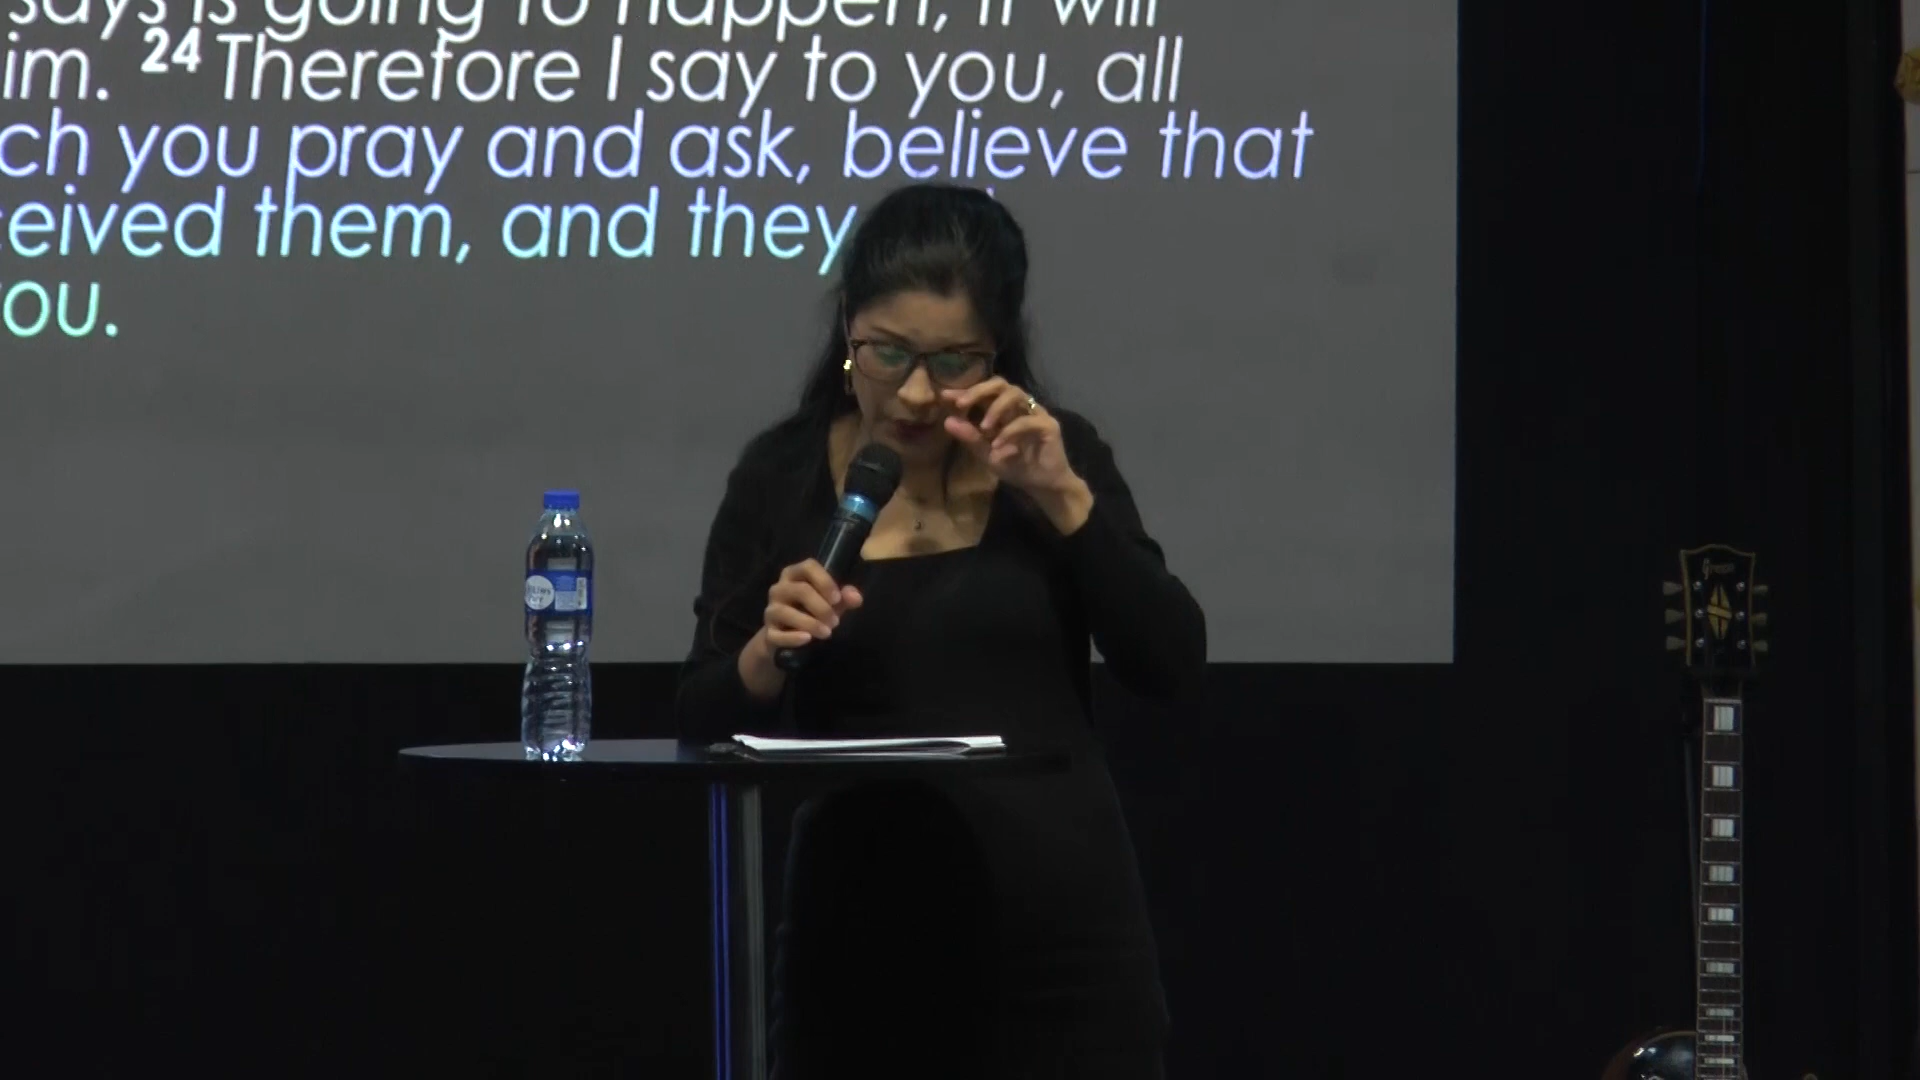 says is going to happen, it will
im. 24 Therefore I say to you, all
ch you pray and ask, believe that
ceived them, and they
ou.